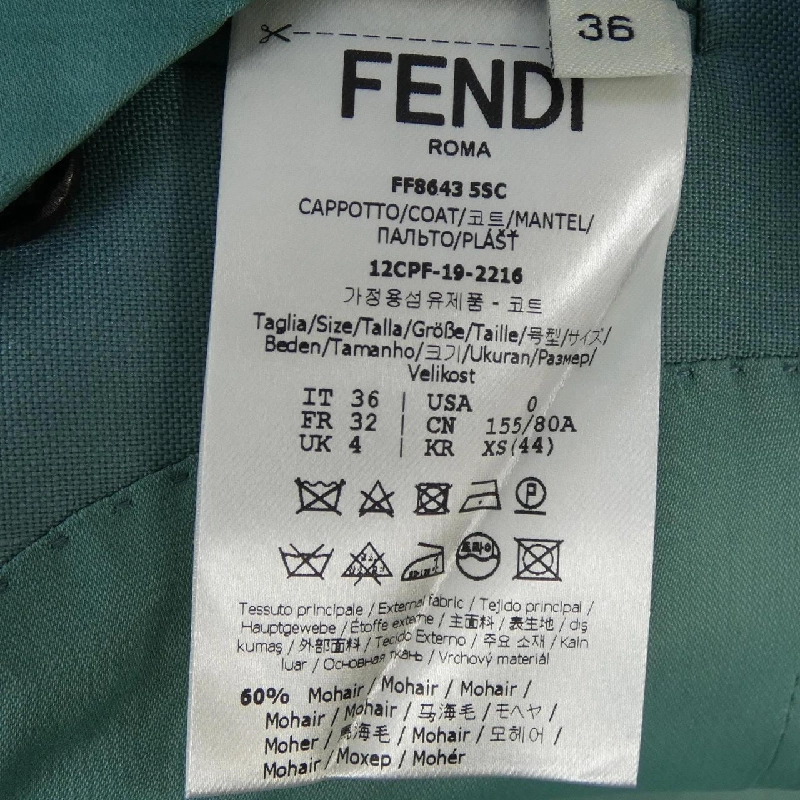 36
FENDI
ROMA
FF8643 5SC
CAPPOTTO/COAT/코트/MANTEL/
ПАЛЬТО/PLÁŠŤ
12CPF-19-2216
가정용섬유제품 - 코트
Taglia/Size/Talla/Größe/Taille/号型/サイズ/
Beden/Tamanho/크기/Ukuran/Размер/
Velikost
IT 36 | USA 0
FR 32 | CN 155/80A
UK 4 | KR XS(44)
P
드라이
Tessuto principale / External fabric / Tejido principal /
Hauptgewebe / Étoffe externe / 主面料 / 表生地 / dış
kumaş / 外部面料 / Tecido Externo / 주요 소재 / Kain
luar / Основная ткань / Vrchový materiál
60% Mohair / Mohair / Mohair /
Mohair / Mohair / 马海毛 / モヘヤ /
Moher / 馬海毛 / Mohair / 모헤어 /
Mohair / Мохер / Mohér